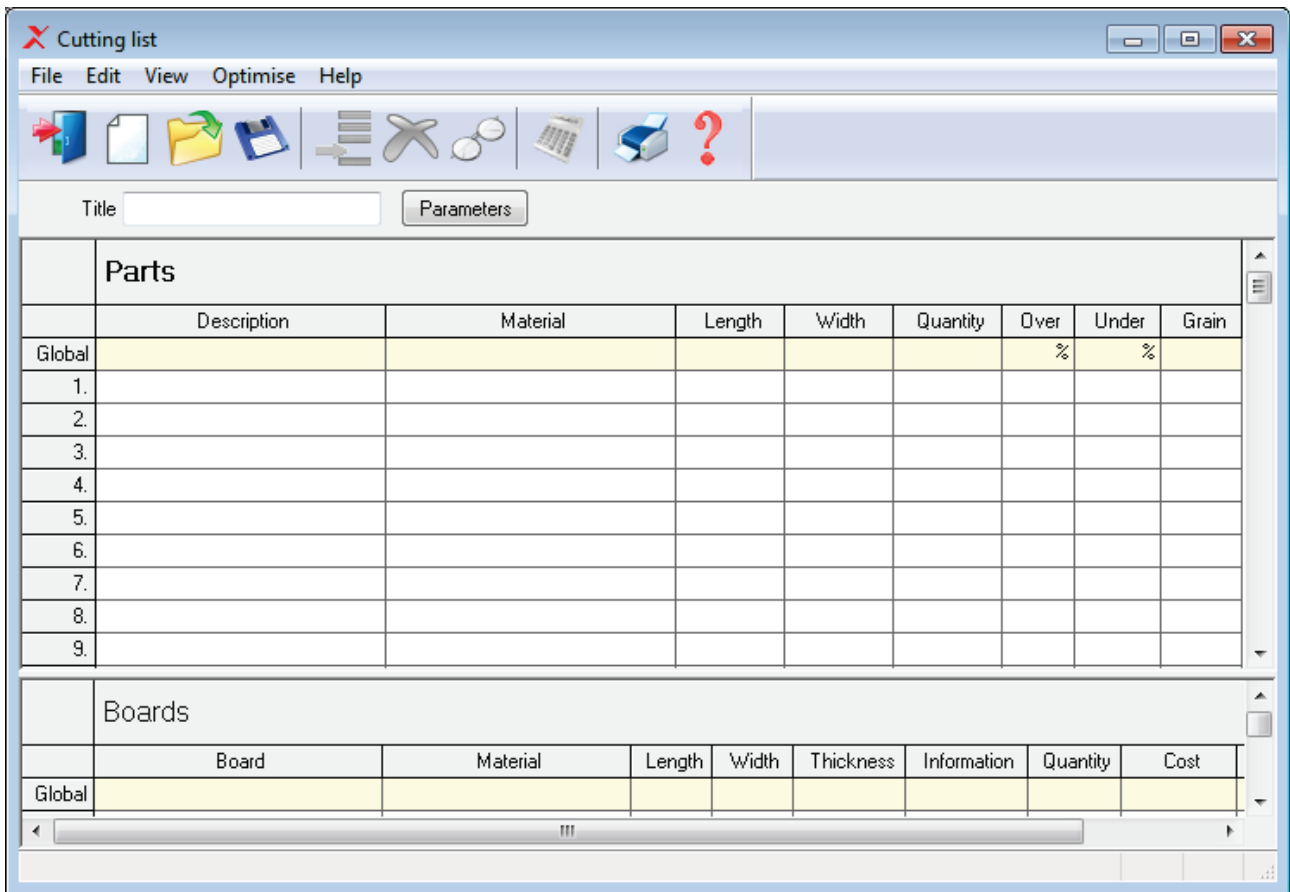 Cutting list
File Edit View Optimise Help
Title Parameters
Parts
Description Material Length Width Quantity Over Under Grain
Global % %
1.
2.
3.
4.
5.
6.
7.
8.
9.
Boards
Board Material Length Width Thickness Information Quantity Cost
Global